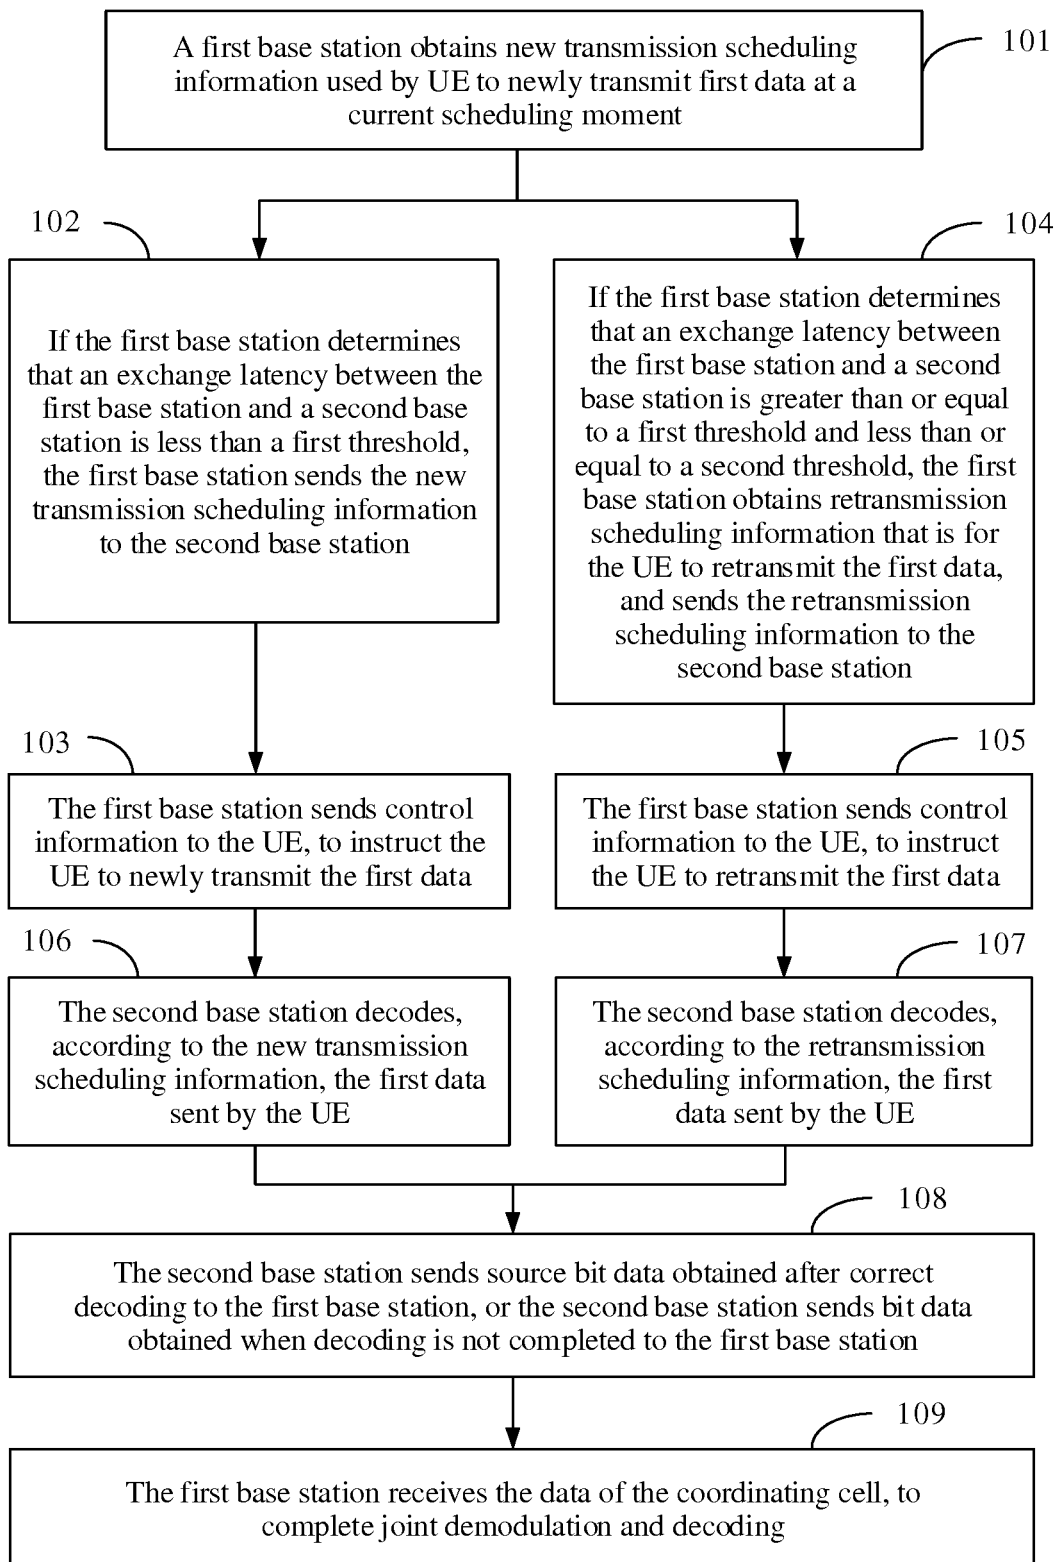 A first base station obtains new transmission scheduling
information used by UE to newly transmit first data at a
current scheduling moment
101
102
If the first base station determines
that an exchange latency between the
first base station and a second base
station is less than a first threshold,
the first base station sends the new
transmission scheduling information
to the second base station
104
If the first base station determines
that an exchange latency between
the first base station and a second
base station is greater than or equal
to a first threshold and less than or
equal to a second threshold, the first
base station obtains retransmission
scheduling information that is for
the UE to retransmit the first data,
and sends the retransmission
scheduling information to the
second base station
103
The first base station sends control
information to the UE, to instruct the
UE to newly transmit the first data
105
The first base station sends control
information to the UE, to instruct
the UE to retransmit the first data
106
The second base station decodes,
according to the new transmission
scheduling information, the first data
sent by the UE
107
The second base station decodes,
according to the retransmission
scheduling information, the first
data sent by the UE
108
The second base station sends source bit data obtained after correct
decoding to the first base station, or the second base station sends bit data
obtained when decoding is not completed to the first base station
109
The first base station receives the data of the coordinating cell, to
complete joint demodulation and decoding